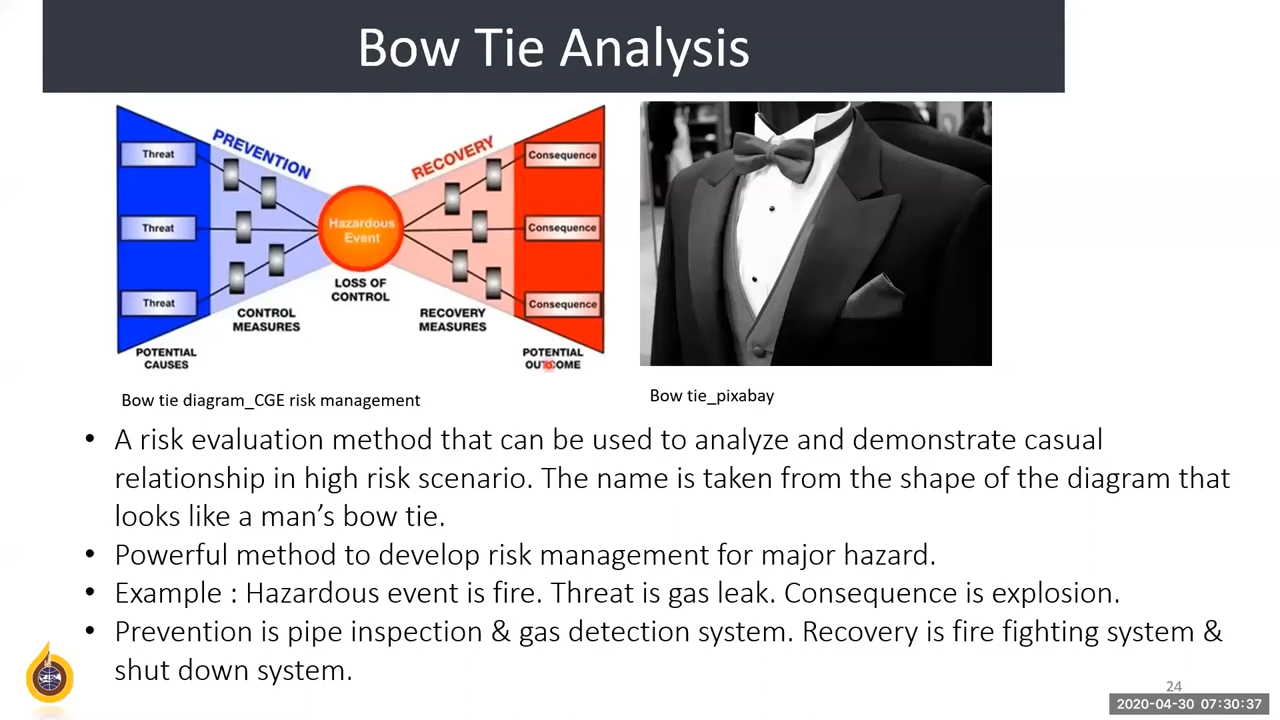 Bow Tie Analysis
PREVENTION
RECOVERY
Threat
Consequence
Hazardous
Event
Threat
Consequence
LOSS OF
CONTROL
Threat
Consequence
CONTROL
MEASURES
RECOVERY
MEASURES
POTENTIAL
CAUSES
POTENTIAL
OUTCOME
Bow tie diagram_CGE risk management
Bow tie_pixabay
• A risk evaluation method that can be used to analyze and demonstrate casual
relationship in high risk scenario. The name is taken from the shape of the diagram that
looks like a man’s bow tie.
• Powerful method to develop risk management for major hazard.
• Example : Hazardous event is fire. Threat is gas leak. Consequence is explosion.
• Prevention is pipe inspection & gas detection system. Recovery is fire fighting system &
shut down system.
24
2020-04-30 07:30:37